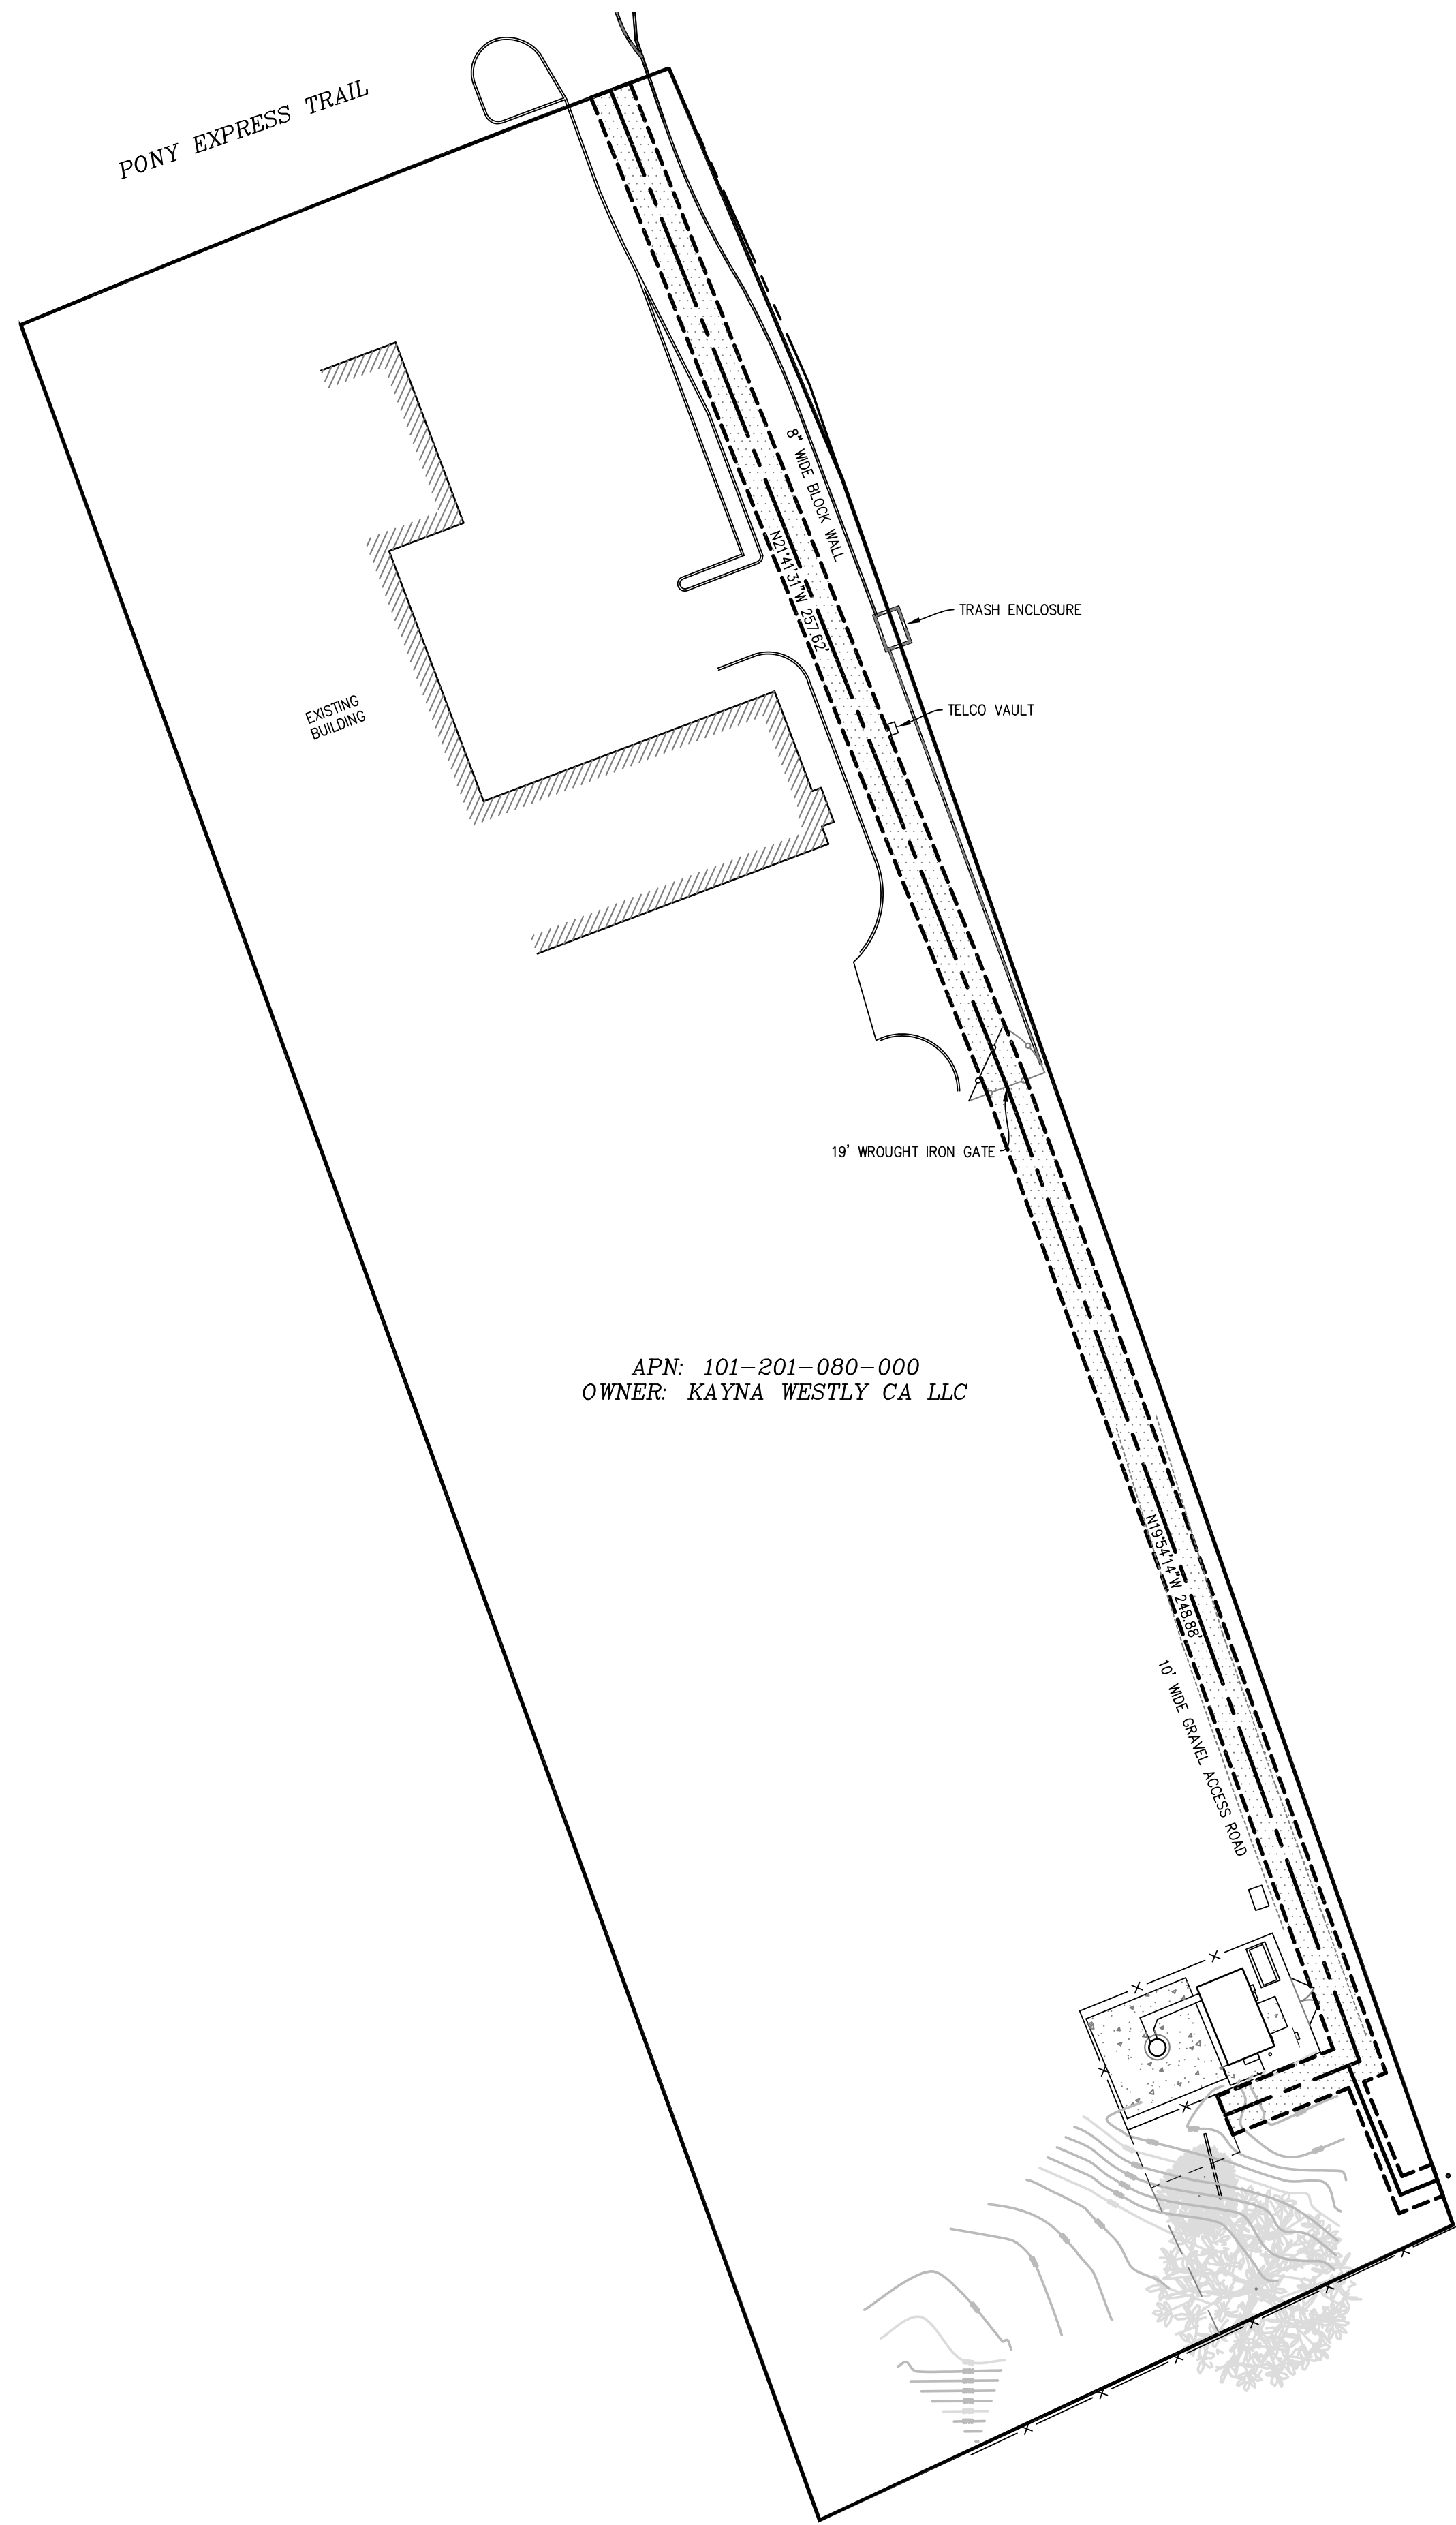 PONY EXPRESS TRAIL
8" WIDE BLOCK WALL
N21°41'31"W 257.62'
TRASH ENCLOSURE
EXISTING
BUILDING
TELCO VAULT
19' WROUGHT IRON GATE
APN: 101-201-080-000
OWNER: KAYNA WESTLY CA LLC
N19°54'14"W 248.88'
10' WIDE GRAVEL ACCESS ROAD